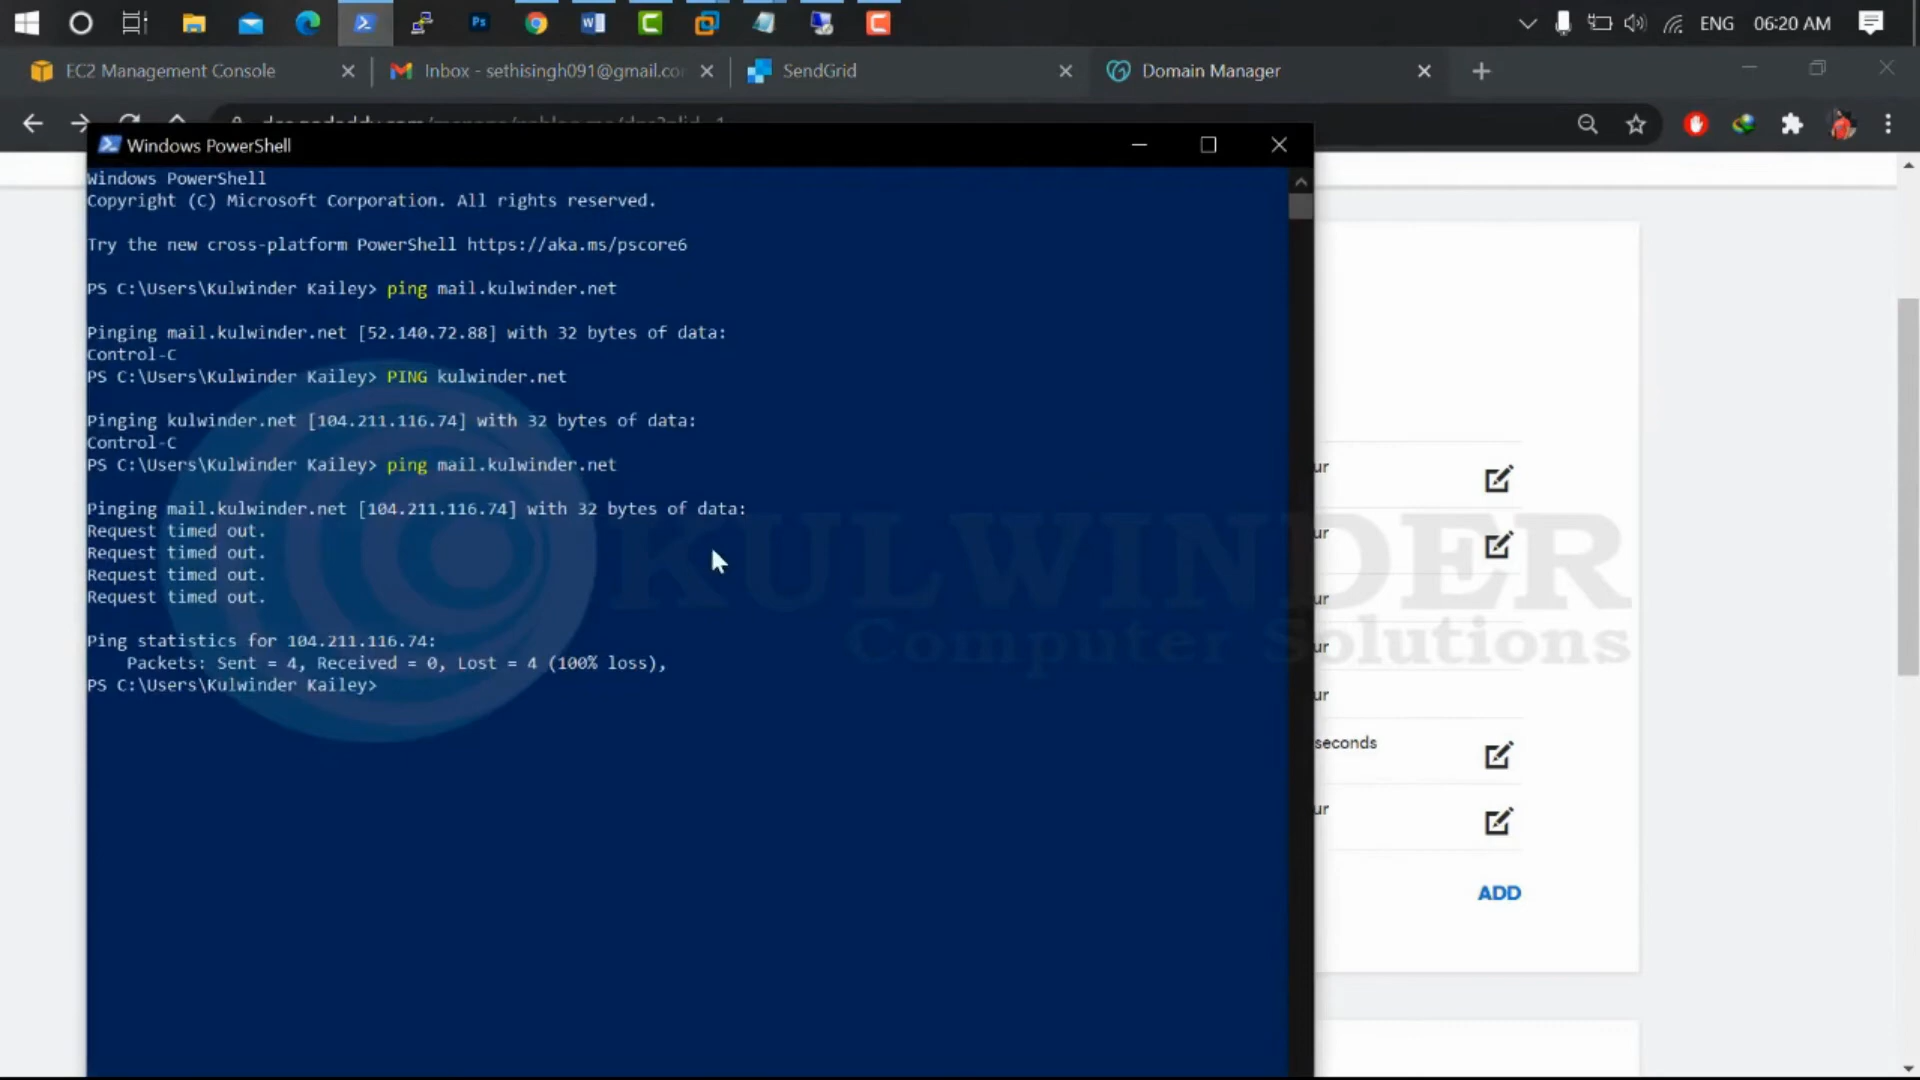 ENG 06:20 AM
EC2 Management Console
Inbox - sethisingh091@gmail.co
SendGrid
Domain Manager
Windows PowerShell
Windows PowerShell
Copyright (C) Microsoft Corporation. All rights reserved.
Try the new cross-platform PowerShell https://aka.ms/pscore6
PS C:\Users\Kulwinder Kailey> ping mail.kulwinder.net
Pinging mail.kulwinder.net [52.140.72.88] with 32 bytes of data:
Control-C
PS C:\Users\Kulwinder Kailey> PING kulwinder.net
Pinging kulwinder.net [104.211.116.74] with 32 bytes of data:
Control-C
PS C:\Users\Kulwinder Kailey> ping mail.kulwinder.net
Pinging mail.kulwinder.net [104.211.116.74] with 32 bytes of data:
Request timed out.
Request timed out.
Request timed out.
Request timed out.
Ping statistics for 104.211.116.74:
Packets: Sent = 4, Received = 0, Lost = 4 (100% loss),
PS C:\Users\Kulwinder Kailey>
KULWINDER
Computer Solutions
ur
ur
ur
ur
ur
seconds
ur
ADD